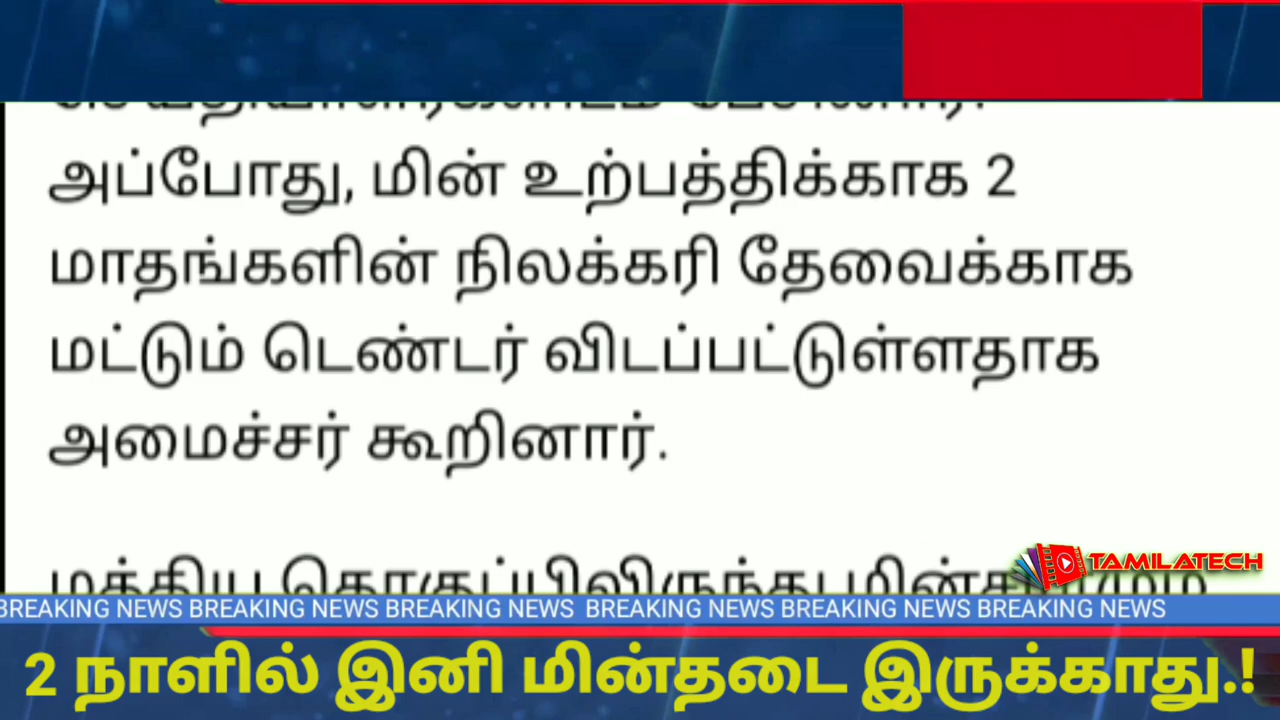 அப்போது, மின் உற்பத்திக்காக 2
மாதங்களின் நிலக்கரி தேவைக்காக
மட்டும் டெண்டர் விடப்பட்டுள்ளதாக
அமைச்சர் கூறினார்.
TAMILATECH
BREAKING NEWS BREAKING NEWS BREAKING NEWS BREAKING NEWS BREAKING NEWS BREAKING NEWS
2 நாளில் இனி மின்தடை இருக்காது.!